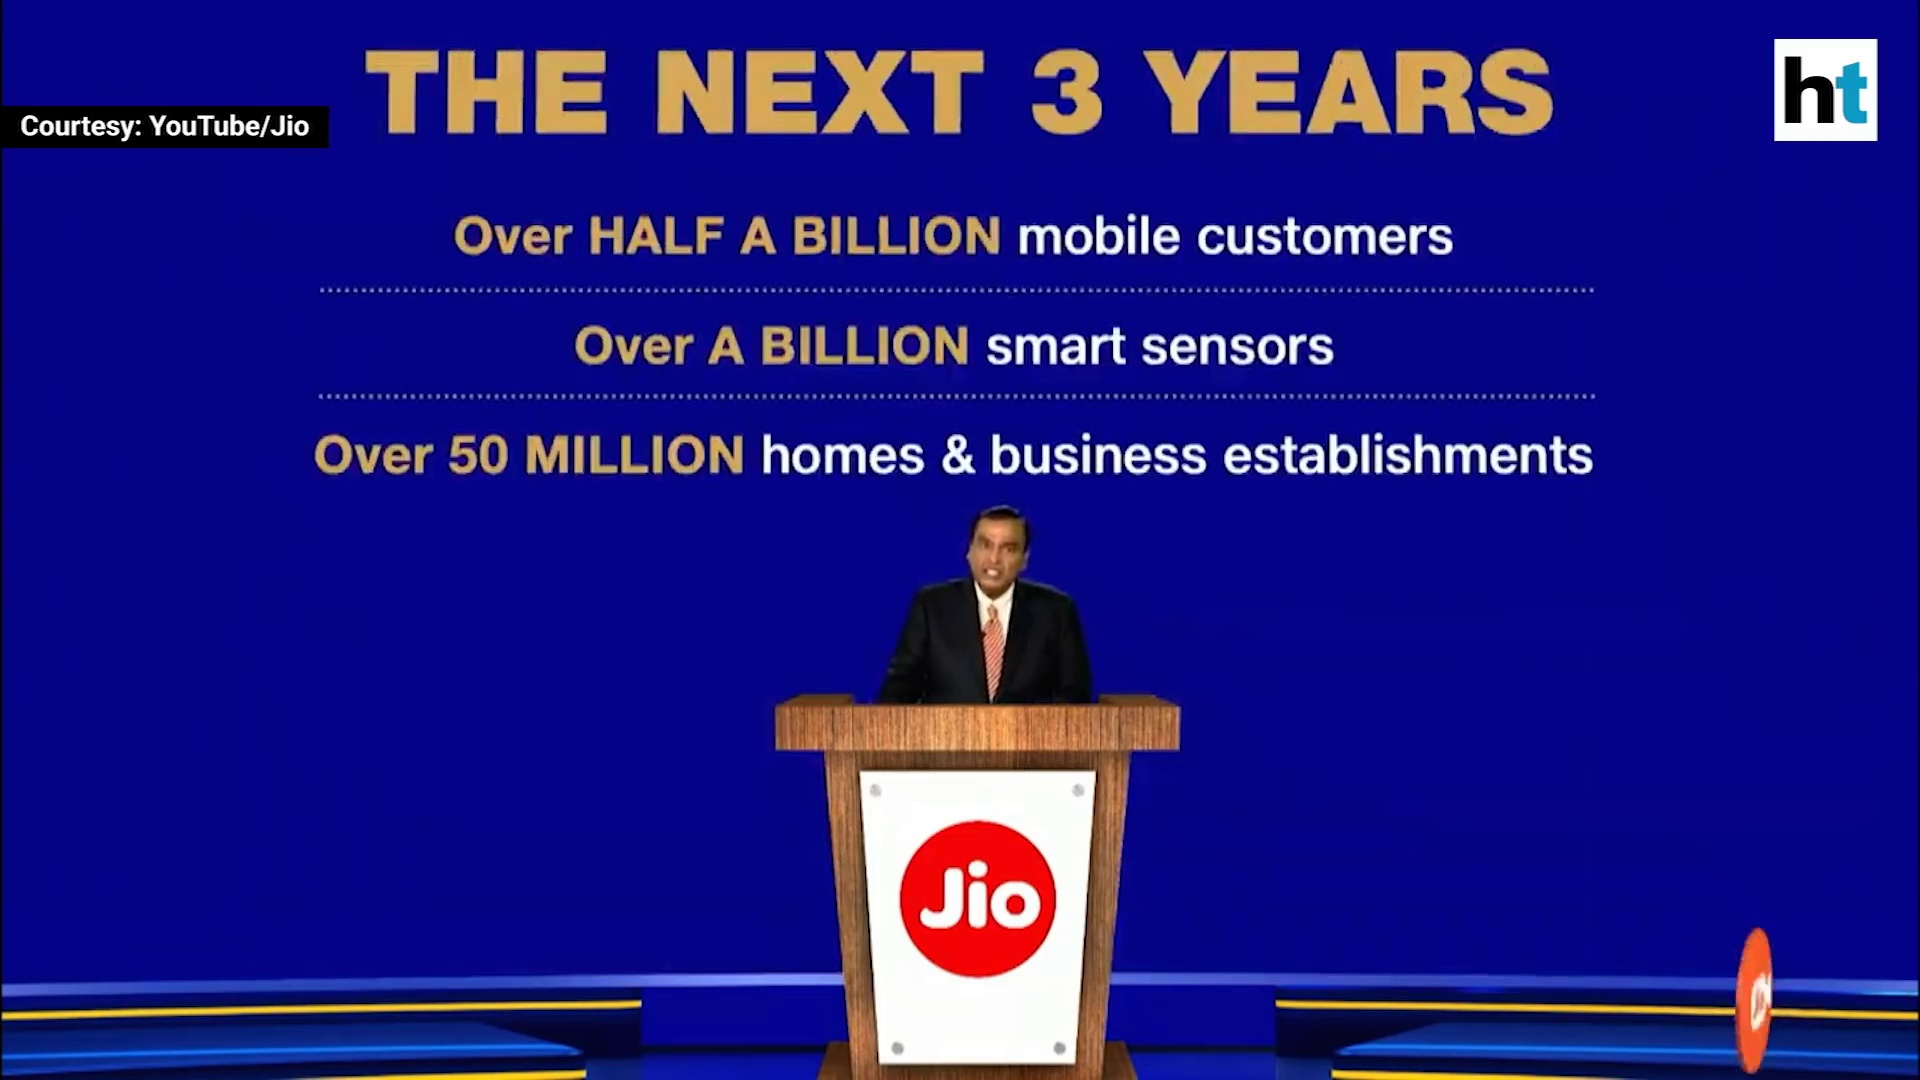 THE NEXT 3 YEARS
ht
Courtesy: YouTube/Jio
Over HALF A BILLION mobile customers
Over A BILLION smart sensors
Over 50 MILLION homes & business establishments
Jio